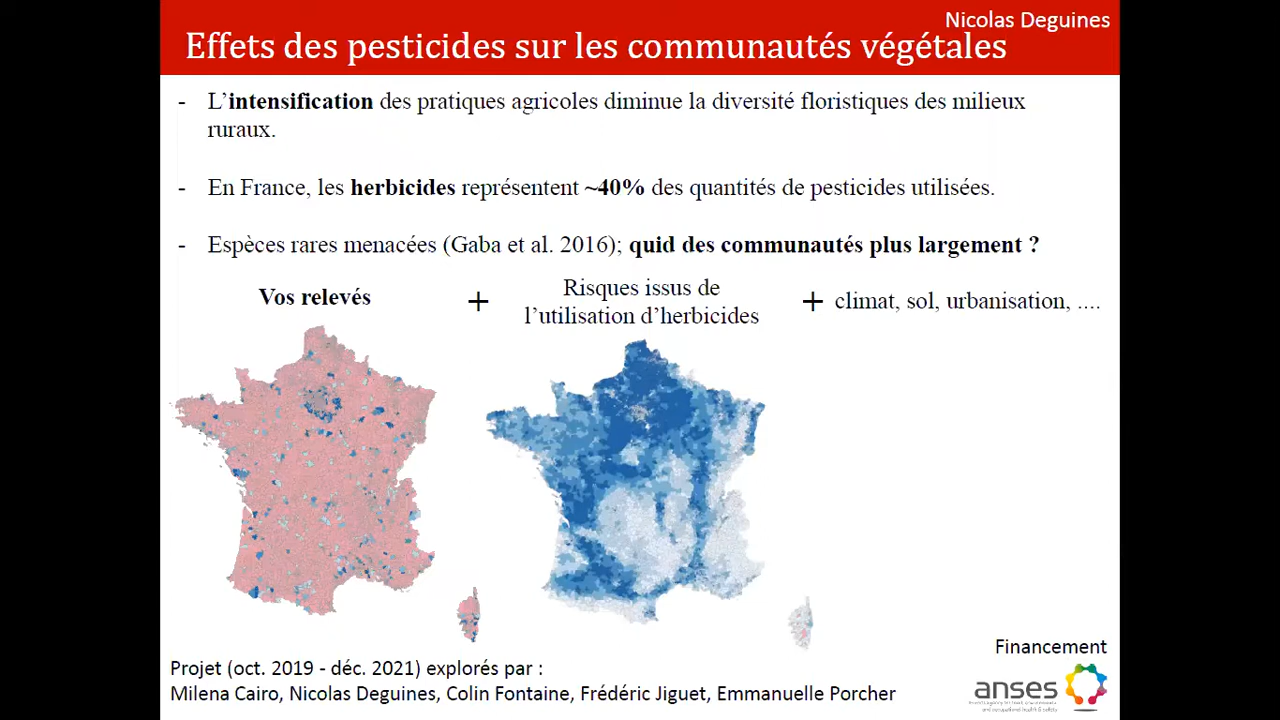 Nicolas Deguines
Effets des pesticides sur les communautés végétales
- L'intensification des pratiques agricoles diminue la diversité floristiques des milieux
ruraux.
- En France, les herbicides représentent ~40% des quantités de pesticides utilisées.
- Espèces rares menacées (Gaba et al. 2016); quid des communautés plus largement ?
Vos relevés
+
Risques issus de
l'utilisation d'herbicides
+ climat, sol, urbanisation, ....
Financement
anses
Projet (oct. 2019 - déc. 2021) explorés par :
Milena Cairo, Nicolas Deguines, Colin Fontaine, Frédéric Jiguet, Emmanuelle Porcher